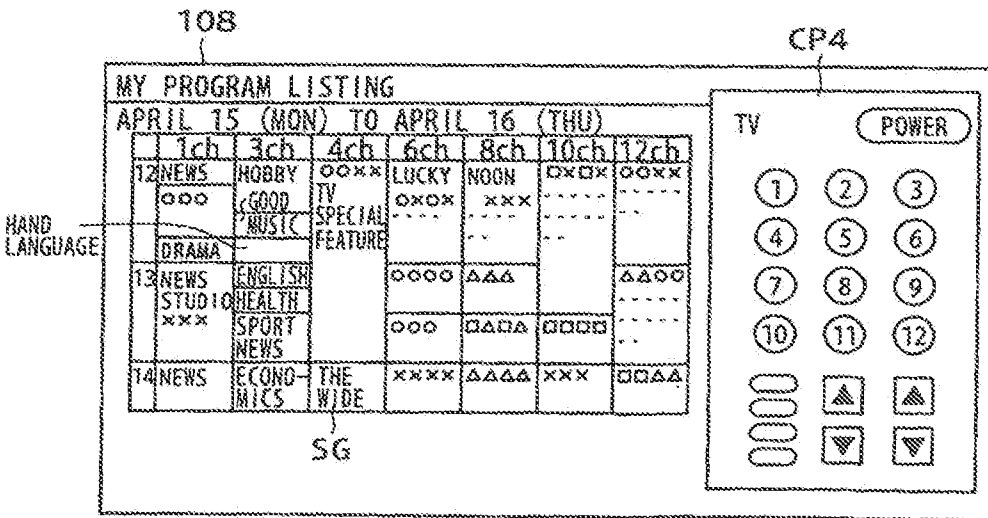 108
CP4
MY PROGRAM LISTING
APRIL 15 (MON) TO APRIL 16 (THU)
1ch 3ch 4ch 6ch 8ch 10ch 12ch
12 NEWS HOBBY ○○×× LUCKY NOON □×□× ○○××
○○○ GOOD TV ○×○× ×××
MUSIC SPECIAL
DRAMA FEATURE
HAND
LANGUAGE
13 NEWS ENGLISH ○○○○ △△△ △△○○
STUDIO HEALTH
××× SPORT ○○○ □△□△ □□□□
NEWS
14 NEWS ECONO- THE ×××× △△△△ ××× □□△△
MICS WIDE
SG
TV POWER
1 2 3
4 5 6
7 8 9
10 11 12